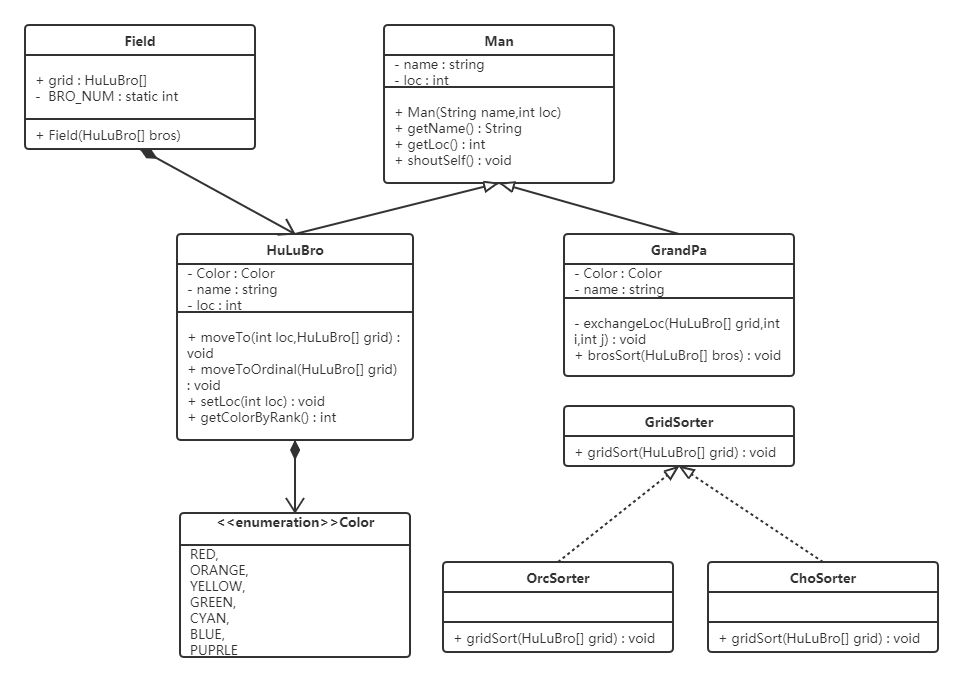 Field
+ grid : HuLuBro[]
- BRO_NUM : static int
+ Field(HuLuBro[] bros)
Man
- name : string
- loc : int
+ Man(String name,int loc)
+ getName() : String
+ getLoc() : int
+ shoutSelf() : void
HuLuBro
- Color : Color
- name : string
- loc : int
+ moveTo(int loc,HuLuBro[] grid) :
void
+ moveToOrdinal(HuLuBro[] grid)
: void
+ setLoc(int loc) : void
+ getColorByRank() : int
GrandPa
- Color : Color
- name : string
- exchangeLoc(HuLuBro[] grid,int
i,int j) : void
+ brosSort(HuLuBro[] bros) : void
GridSorter
+ gridSort(HuLuBro[] grid) : void
<<enumeration>>Color
RED,
ORANGE,
YELLOW,
GREEN,
CYAN,
BLUE,
PUPRLE
OrcSorter
+ gridSort(HuLuBro[] grid) : void
ChoSorter
+ gridSort(HuLuBro[] grid) : void